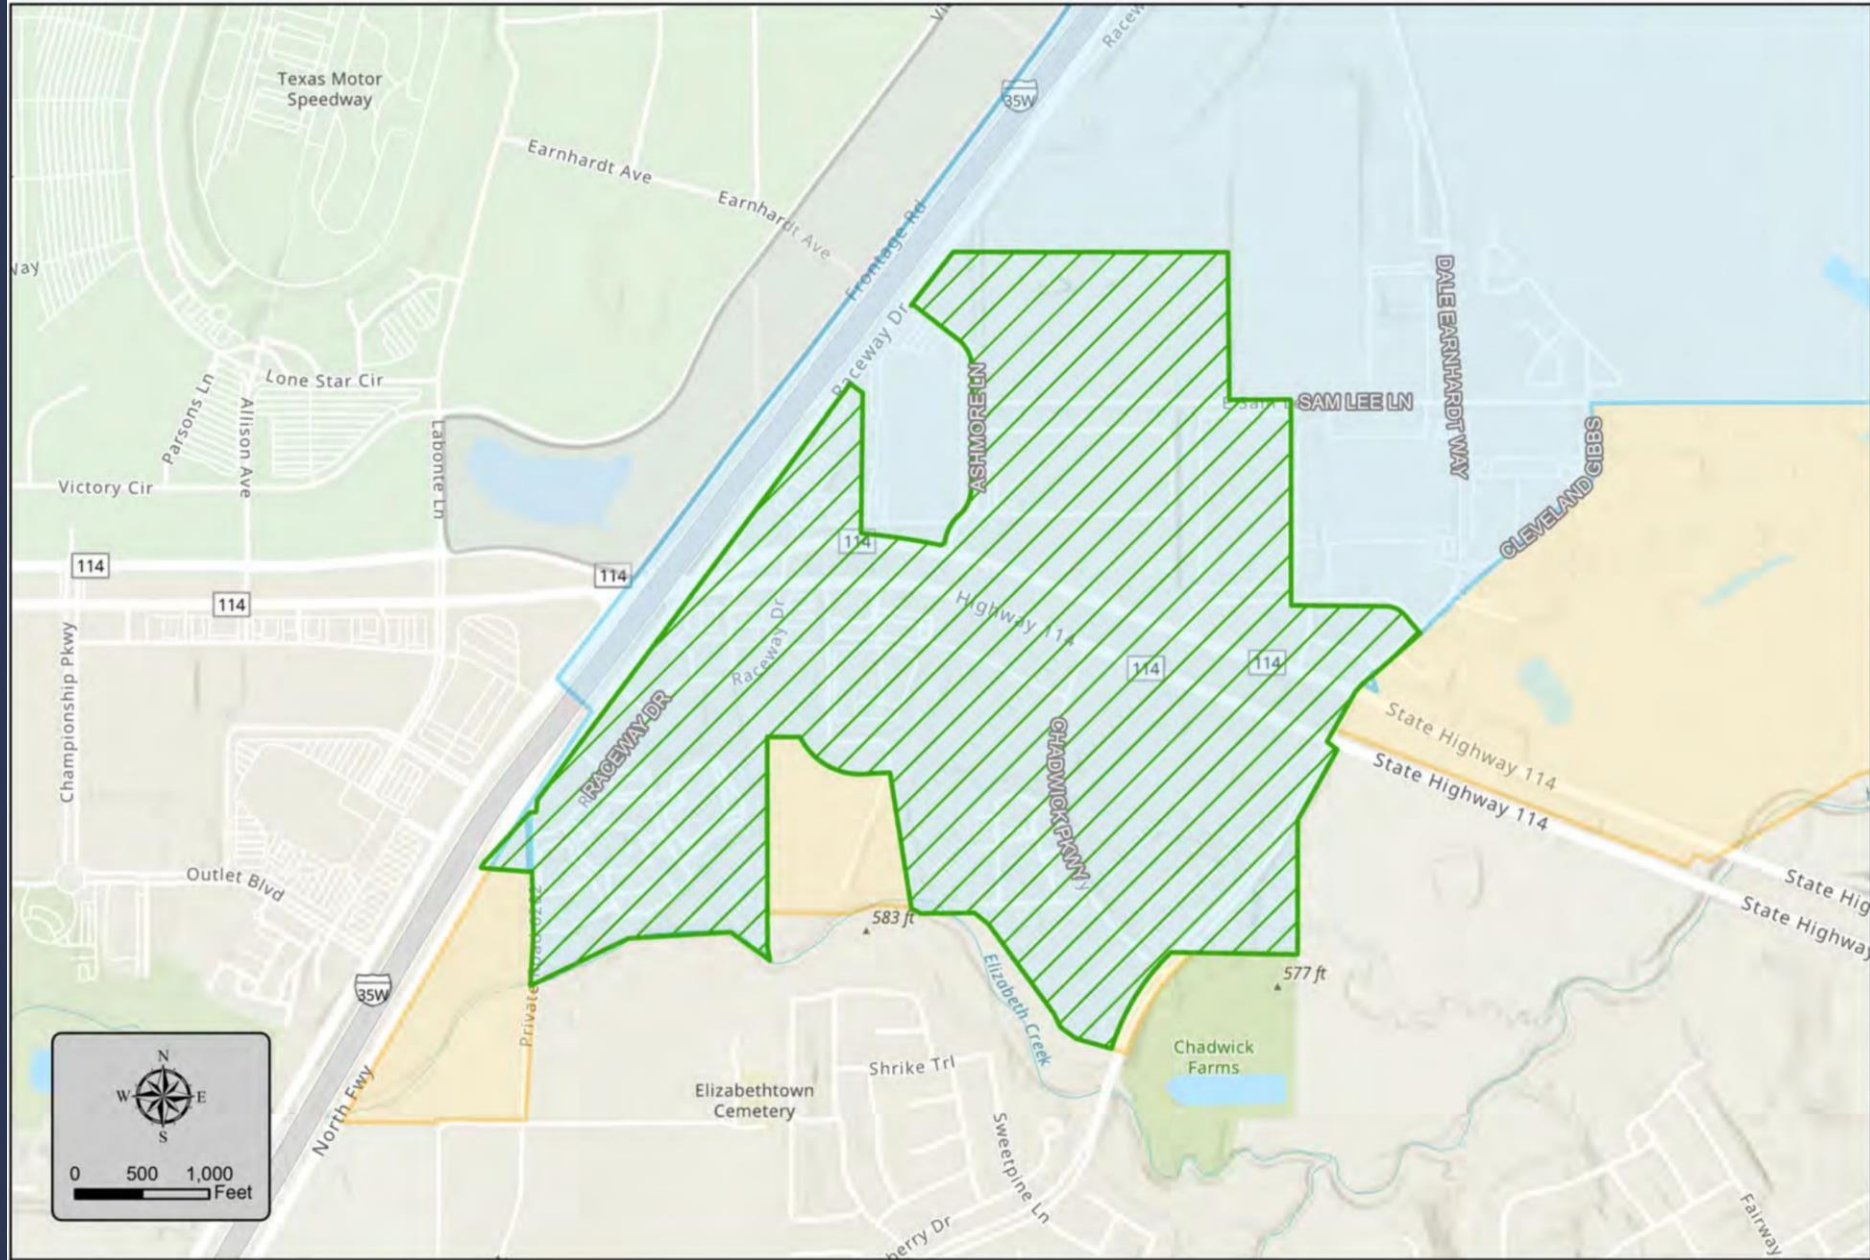 Texas Motor
Speedway
35W
Racew
Earnhardt Ave
Earnhardt Ave
Frontage Rd
Way
Raceway Dr
DALE EARNHARDT WAY
Lone Star Cir
Parsons Ln
Allison Ave
Labonte Ln
ASHMORE LN
SAM LEE LN
CLEVELAND GIBBS
Victory Cir
114
114
114
114
Highway 114
114
114
Championship Pkwy
Raceway Dr
RACEWAY DR
CHADWICK PKWY
State Highway 114
State Highway 114
Outlet Blvd
State Hig
State Highway
583 ft
577 ft
Private
Elizabeth Creek
35W
North Fwy
Chadwick
Farms
Shrike Trl
Elizabethtown
Cemetery
Sweetpine Ln
berry Dr
Fairway
N
W E
S
0 500 1,000
Feet